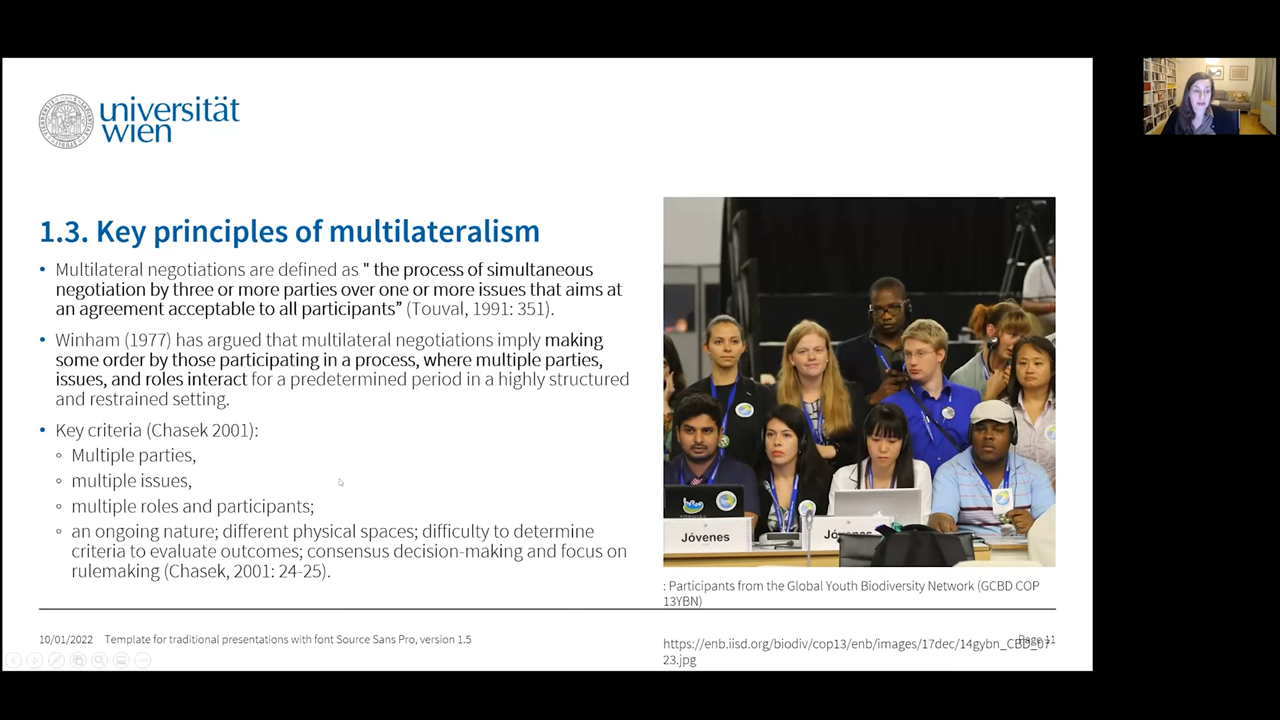 universität
wien
1.3. Key principles of multilateralism
• Multilateral negotiations are defined as " the process of simultaneous
negotiation by three or more parties over one or more issues that aims at
an agreement acceptable to all participants” (Touval, 1991: 351).
• Winham (1977) has argued that multilateral negotiations imply making
some order by those participating in a process, where multiple parties,
issues, and roles interact for a predetermined period in a highly structured
and restrained setting.
• Key criteria (Chasek 2001):
◦ Multiple parties,
◦ multiple issues,
◦ multiple roles and participants;
◦ an ongoing nature; different physical spaces; difficulty to determine
criteria to evaluate outcomes; consensus decision-making and focus on
rulemaking (Chasek, 2001: 24-25).
Jóvenes
: Participants from the Global Youth Biodiversity Network (GCBD COP
13YBN)
https://enb.iisd.org/biodiv/cop13/enb/images/17dec/14gybn_CBD_07-
23.jpg
10/01/2022 Template for traditional presentations with font Source Sans Pro, version 1.5
Page 11